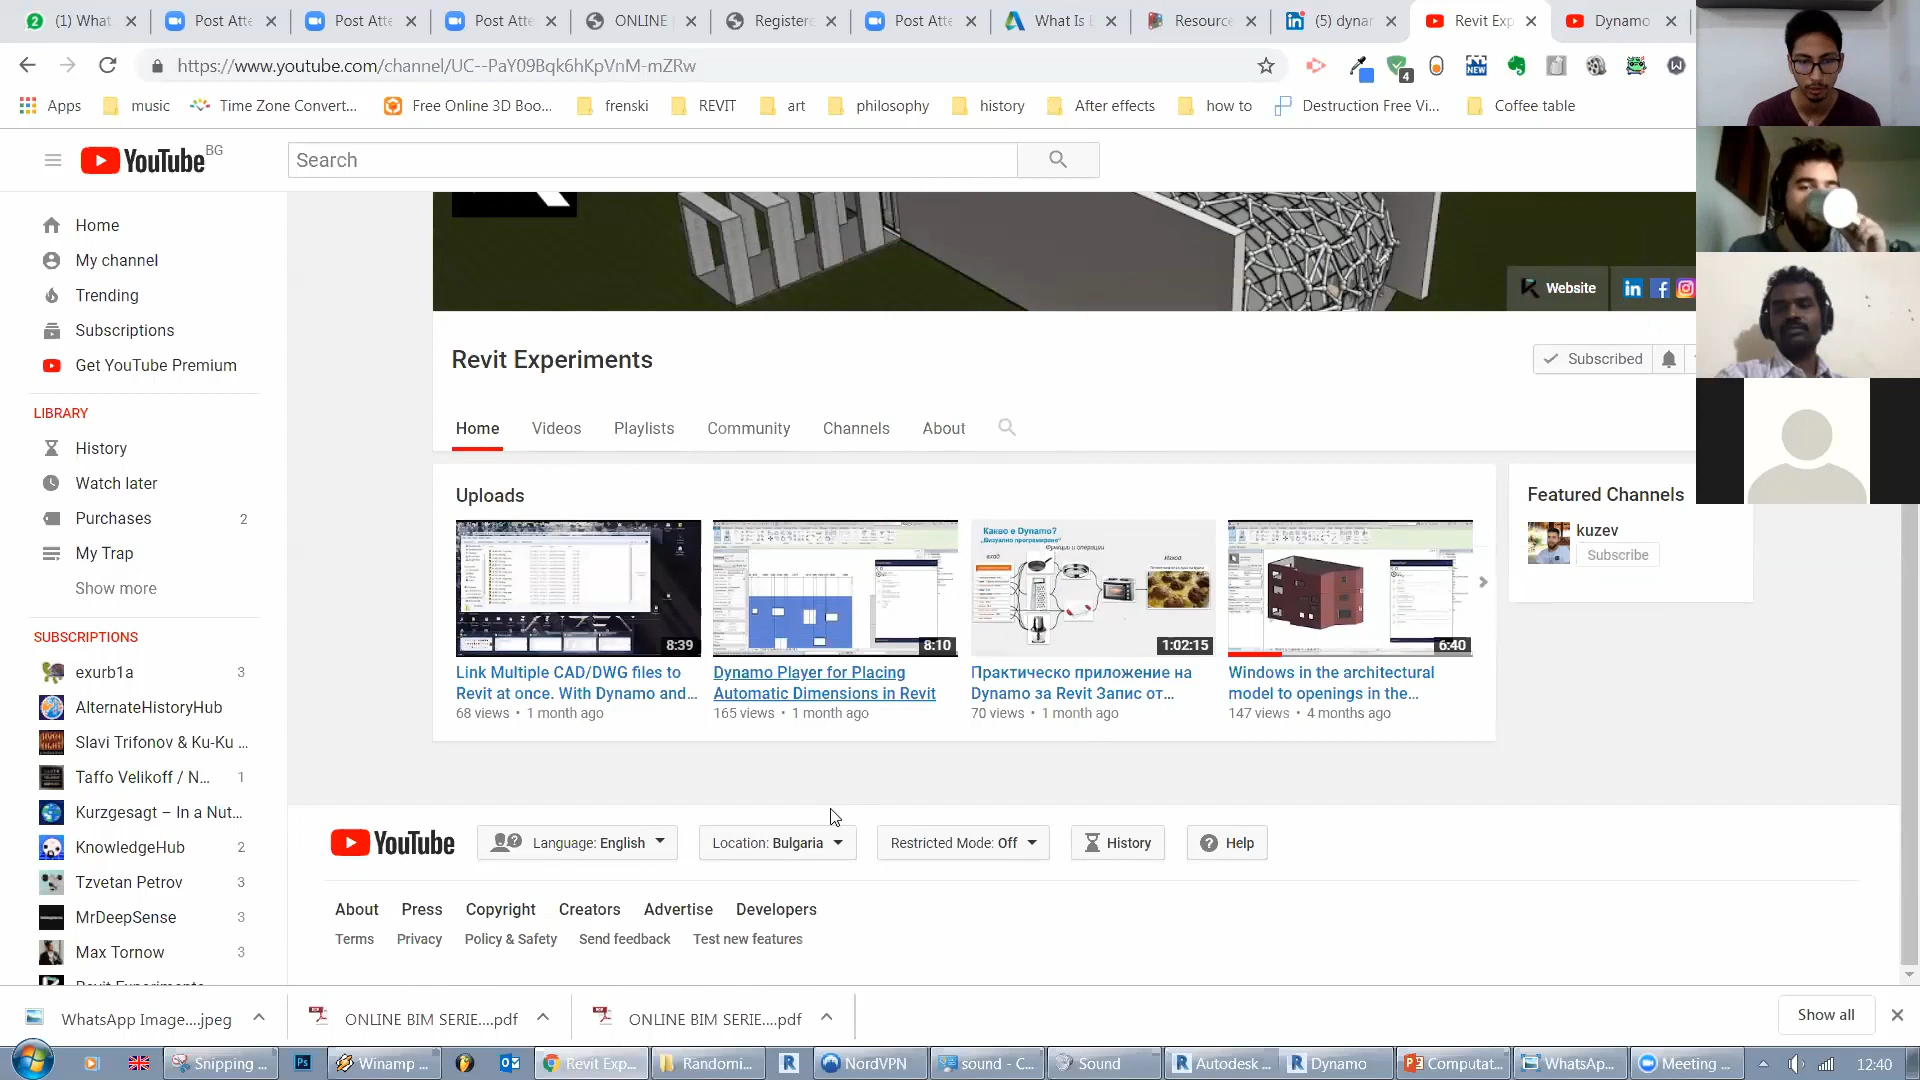 (1) What
Post Atte
Post Atte
Post Atte
ONLINE
Registere
Post Atte
What Is
Resource
(5) dynar
Revit Exp
Dynamo
https://www.youtube.com/channel/UC--PaY09Bqk6hKpVnM-mZRw
4
NEW
Apps
music
Time Zone Convert...
Free Online 3D Boo...
frenski
REVIT
art
philosophy
history
After effects
how to
Destruction Free Vi...
Coffee table
YouTube BG
Search
Home
My channel
Trending
Subscriptions
Get YouTube Premium
LIBRARY
History
Watch later
Purchases 2
My Trap
Show more
SUBSCRIPTIONS
exurb1a 3
AlternateHistoryHub
Slavi Trifonov & Ku-Ku ...
Taffo Velikoff / N... 1
Kurzgesagt – In a Nut...
KnowledgeHub 2
Tzvetan Petrov 3
MrDeepSense 3
Max Tornow 3
Revit Experiments
Website
Revit Experiments
Subscribed
Home
Videos
Playlists
Community
Channels
About
Uploads
8:39
Link Multiple CAD/DWG files to
Revit at once. With Dynamo and...
68 views • 1 month ago
8:10
Dynamo Player for Placing
Automatic Dimensions in Revit
165 views • 1 month ago
Какво е Dynamo?
1:02:15
Практическо приложение на
Dynamo за Revit Запис от...
70 views • 1 month ago
6:40
Windows in the architectural
model to openings in the...
147 views • 4 months ago
Featured Channels
kuzev
Subscribe
YouTube
Language: English
Location: Bulgaria
Restricted Mode: Off
History
Help
About
Press
Copyright
Creators
Advertise
Developers
Terms
Privacy
Policy & Safety
Send feedback
Test new features
WhatsApp Image....jpeg
ONLINE BIM SERIE....pdf
ONLINE BIM SERIE....pdf
Show all
Snipping ...
Winamp ...
Revit Exp...
Randomi...
NordVPN
sound - C...
Sound
Autodesk ...
Dynamo
Computat...
WhatsAp...
Meeting ...
12:40